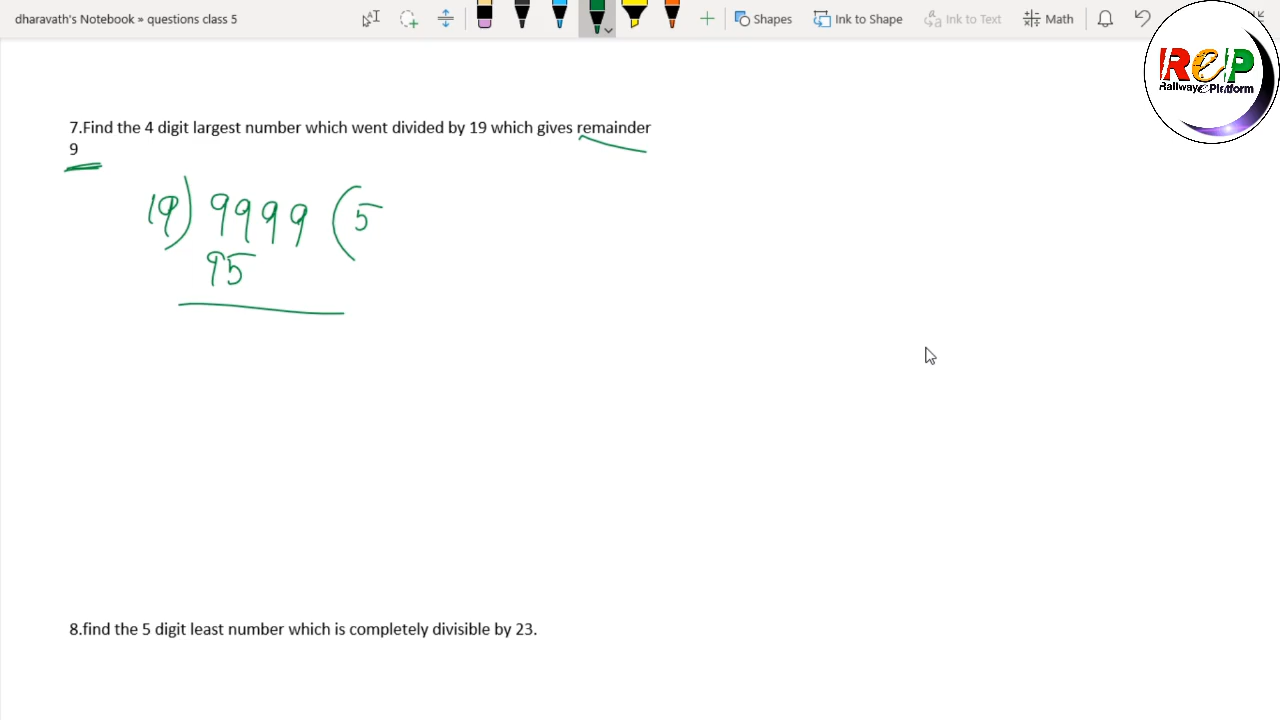 dharavath's Notebook » questions class 5
Shapes
Ink to Shape
Ink to Text
Math
ReP
Railway Platform
7.Find the 4 digit largest number which went divided by 19 which gives remainder
9
19) 9999 (5
95
8.find the 5 digit least number which is completely divisible by 23.